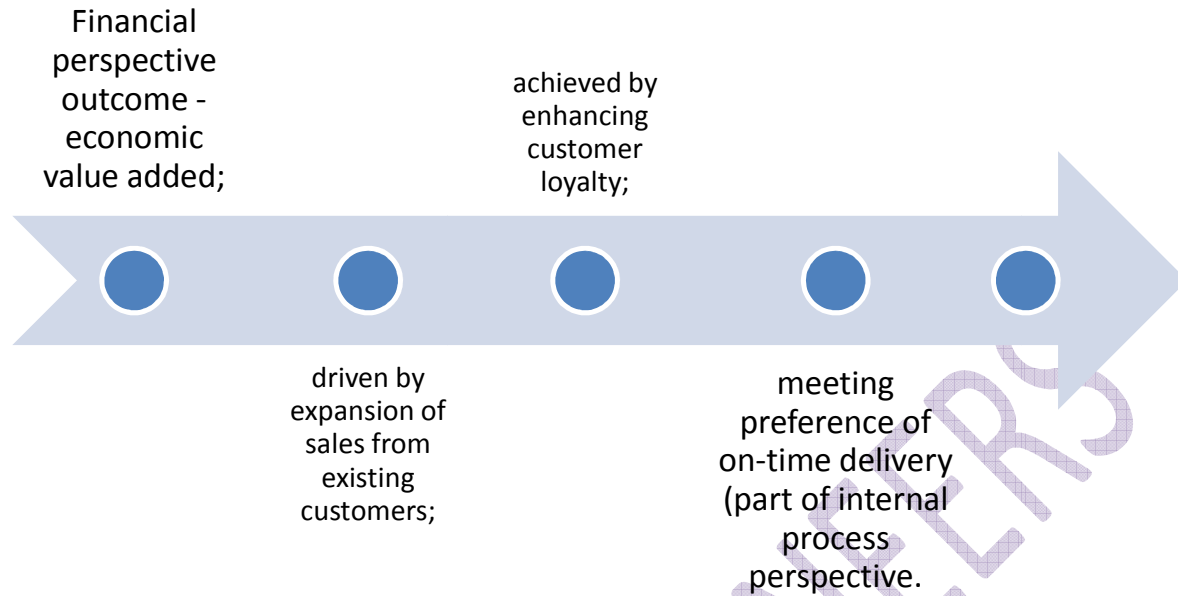 Financial
perspective
outcome -
economic
value added;
driven by
expansion of
sales from
existing
customers;
achieved by
enhancing
customer
loyalty;
meeting
preference of
on-time delivery
(part of internal
process
perspective.